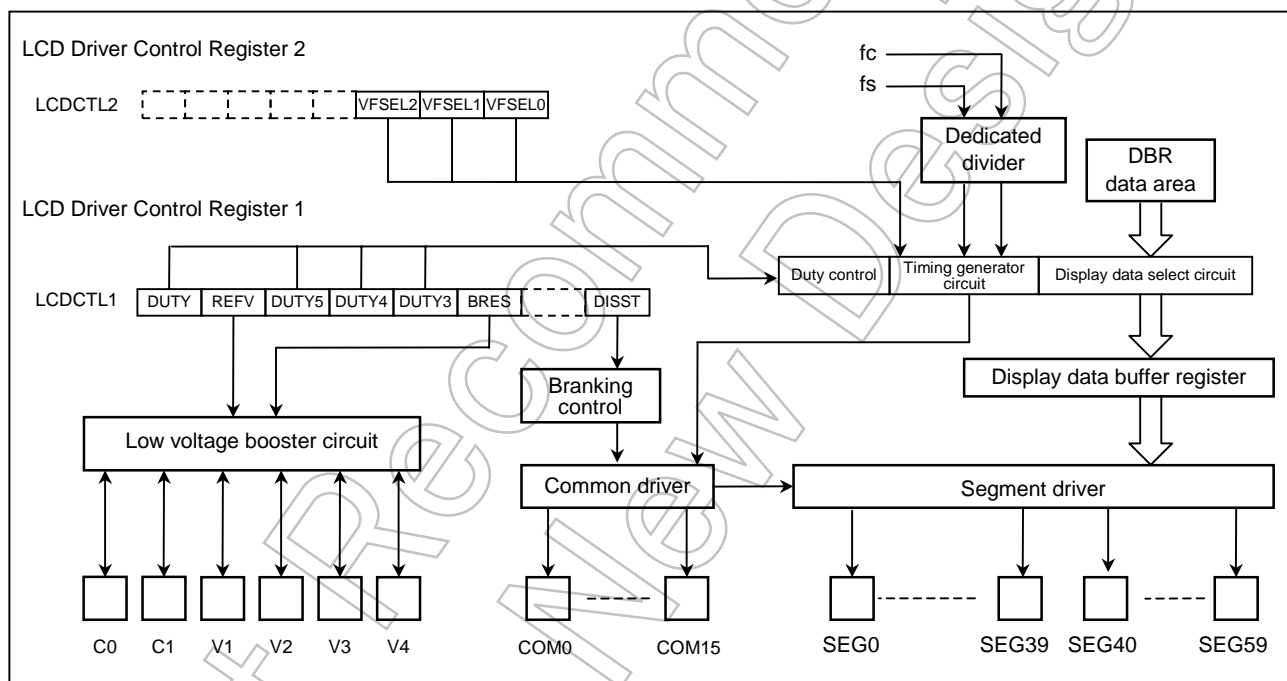 LCD Driver Control Register 2
fc
fs
LCDCTL2
VFSEL2 VFSEL1 VFSEL0
Dedicated
divider
DBR
data area
LCD Driver Control Register 1
Duty control
Timing generator
circuit
Display data select circuit
LCDCTL1
DUTY REFV DUTY5 DUTY4 DUTY3 BRES DISST
Branking
control
Display data buffer register
Low voltage booster circuit
Common driver
Segment driver
C0 C1 V1 V2 V3 V4 COM0 COM15 SEG0 SEG39 SEG40 SEG59
Recomme
New Desig